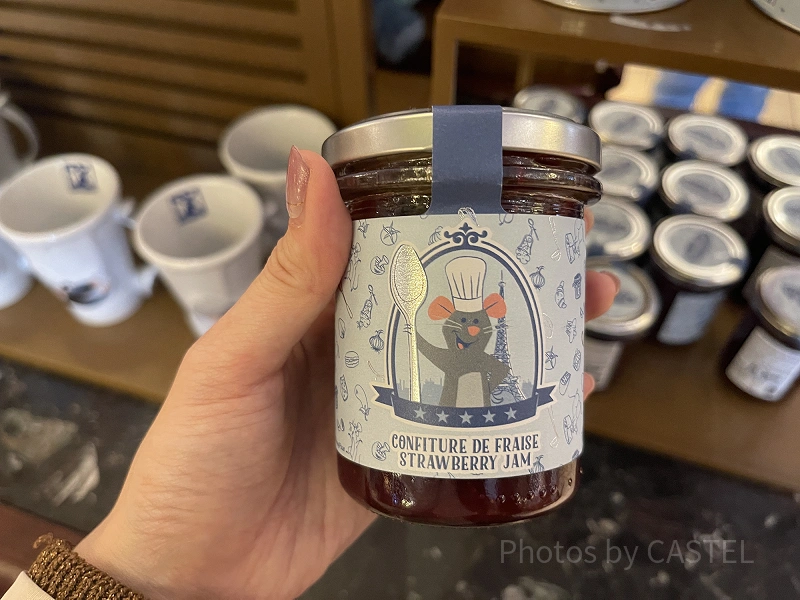 CONFITURE DE FRAISE
STRAWBERRY JAM
Photos by CASTEL